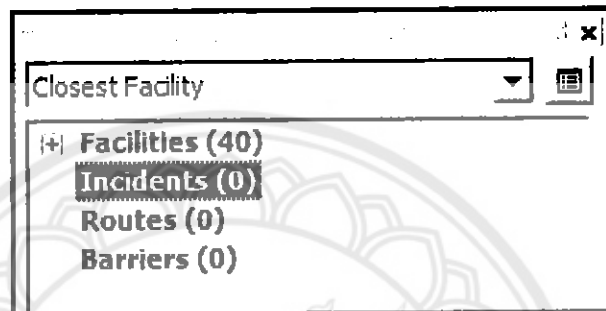 Closest Facility
Facilities (40)
Incidents (0)
Routes (0)
Barriers (0)